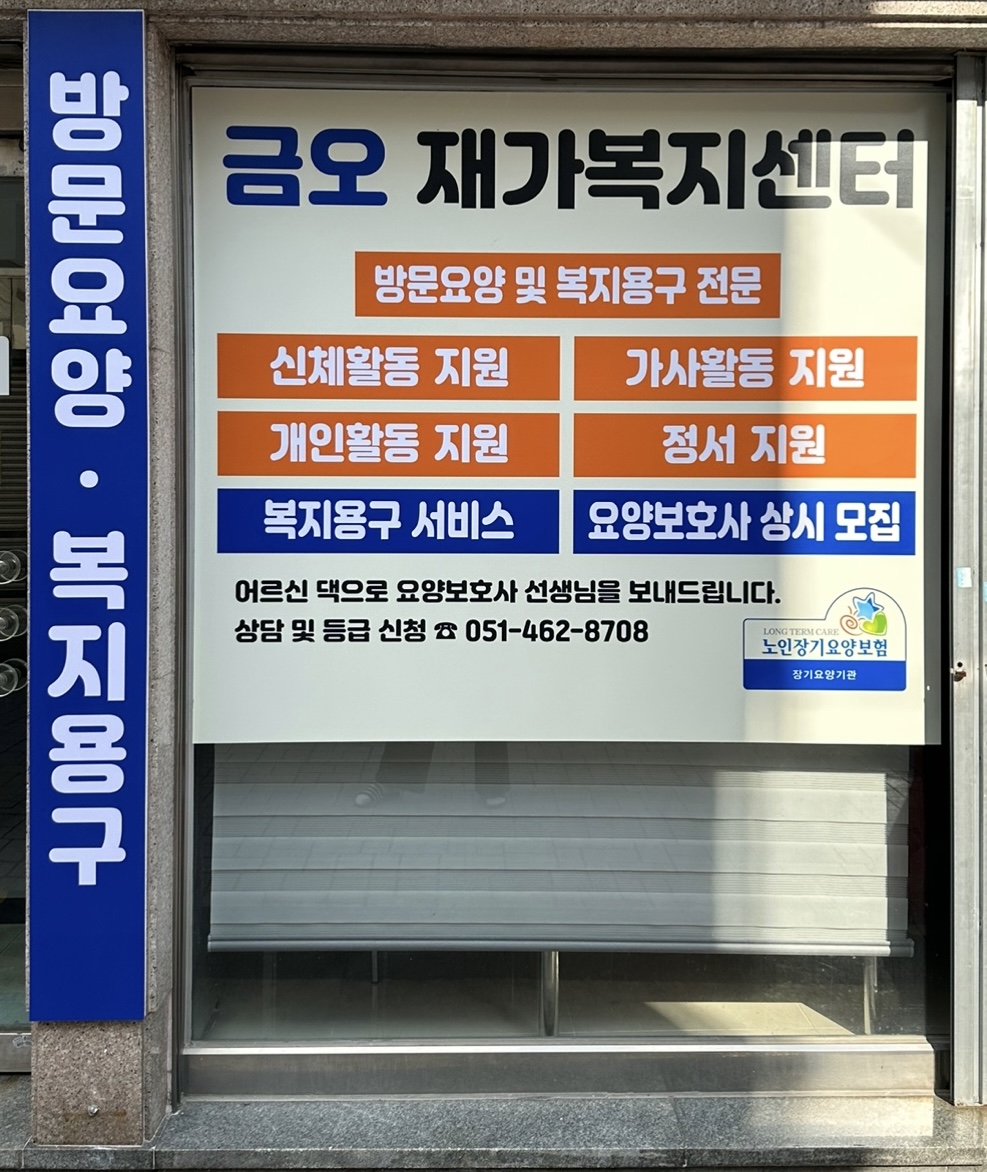 방문요양 · 복지용구
금오 재가복지센터
방문요양 및 복지용구 전문
신체활동 지원 가사활동 지원
개인활동 지원 정서 지원
복지용구 서비스 요양보호사 상시 모집
어르신 댁으로 요양보호사 선생님을 보내드립니다.
상담 및 등급 신청 ☎ 051-462-8708
LONG TERM CARE
노인장기요양보험
장기요양기관